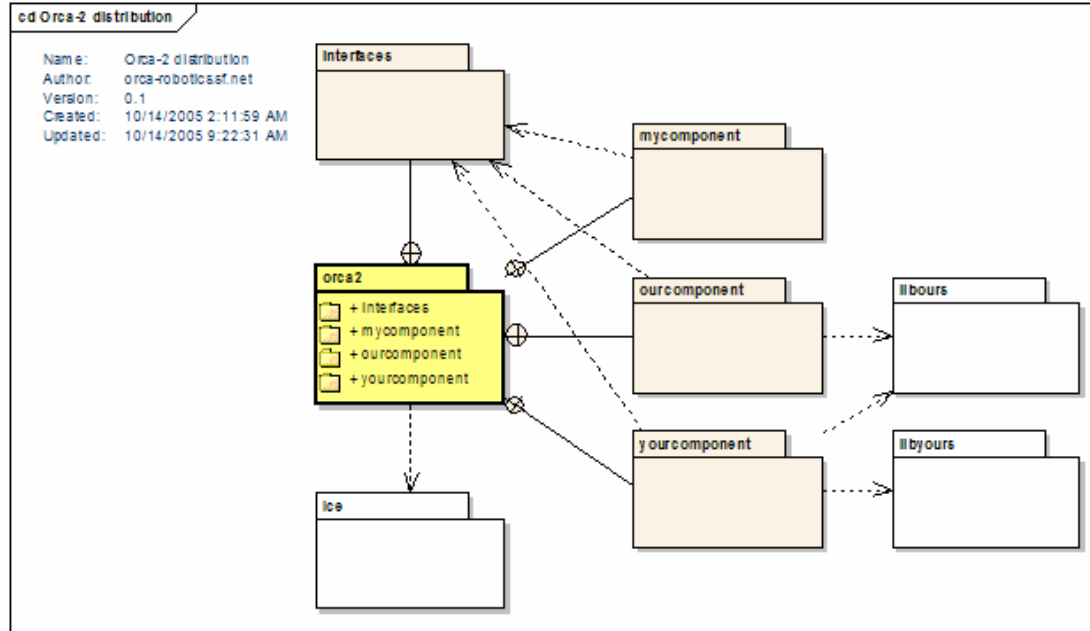 cd Orca-2 distribution
Name: Orca-2 distribution
Author: orca-robotics.sf.net
Version: 0.1
Created: 10/14/2005 2:11:59 AM
Updated: 10/14/2005 9:22:31 AM
interfaces
mycomponent
orca2
+ interfaces
+ mycomponent
+ ourcomponent
+ yourcomponent
ourcomponent
libours
yourcomponent
libyours
ice